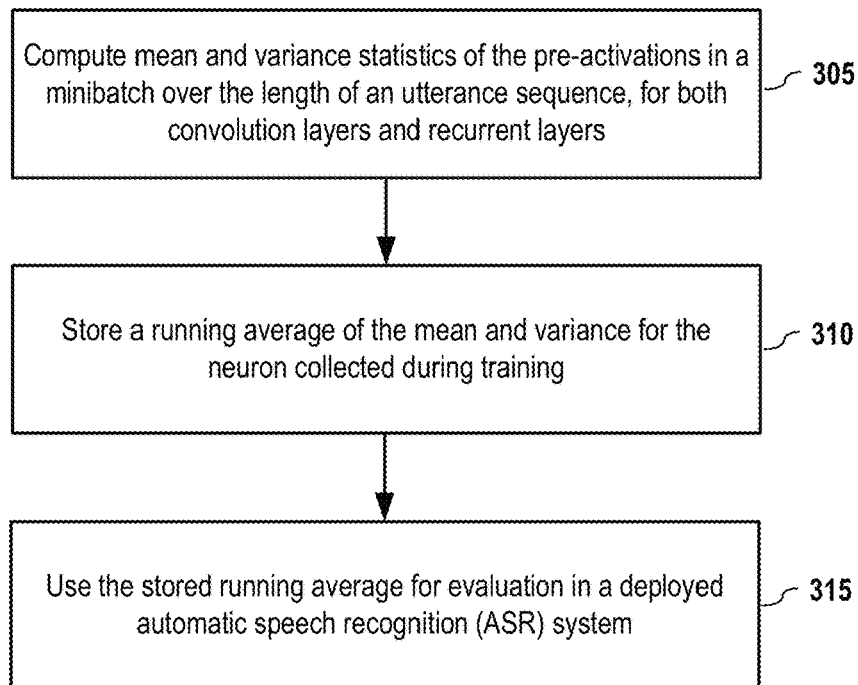 Compute mean and variance statistics of the pre-activations in a
minibatch over the length of an utterance sequence, for both
convolution layers and recurrent layers
305
Store a running average of the mean and variance for the
neuron collected during training
310
Use the stored running average for evaluation in a deployed
automatic speech recognition (ASR) system
315